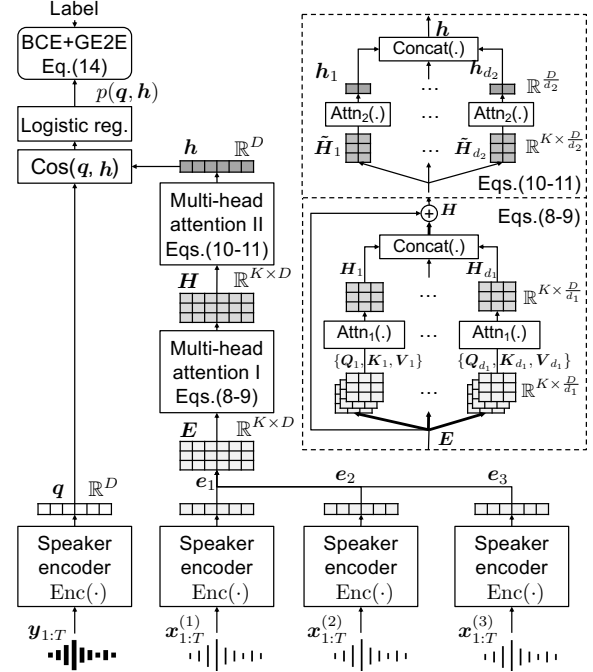 Label
BCE+GE2E
Eq.(14)
p(q, h)
Logistic reg.
Cos(q, h)
h
ℝ^D
Multi-head
attention II
Eqs.(10-11)
H
ℝ^{K×D}
Multi-head
attention I
Eqs.(8-9)
E
ℝ^{K×D}
q
ℝ^D
e_1
e_2
e_3
Speaker
encoder
Enc(·)
Speaker
encoder
Enc(·)
Speaker
encoder
Enc(·)
Speaker
encoder
Enc(·)
y_{1:T}
x^{(1)}_{1:T}
x^{(2)}_{1:T}
x^{(3)}_{1:T}
h
Concat(.)
h_1
...
h_{d_2}
ℝ^{D/d_2}
Attn_2(.)
...
Attn_2(.)
H̃_1
...
H̃_{d_2}
ℝ^{K×D/d_2}
Eqs.(10-11)
+
H
Eqs.(8-9)
Concat(.)
H_1
H_{d_1}
...
ℝ^{K×D/d_1}
Attn_1(.)
...
Attn_1(.)
{Q_1, K_1, V_1}
{Q_{d_1}, K_{d_1}, V_{d_1}}
...
ℝ^{K×D/d_1}
E